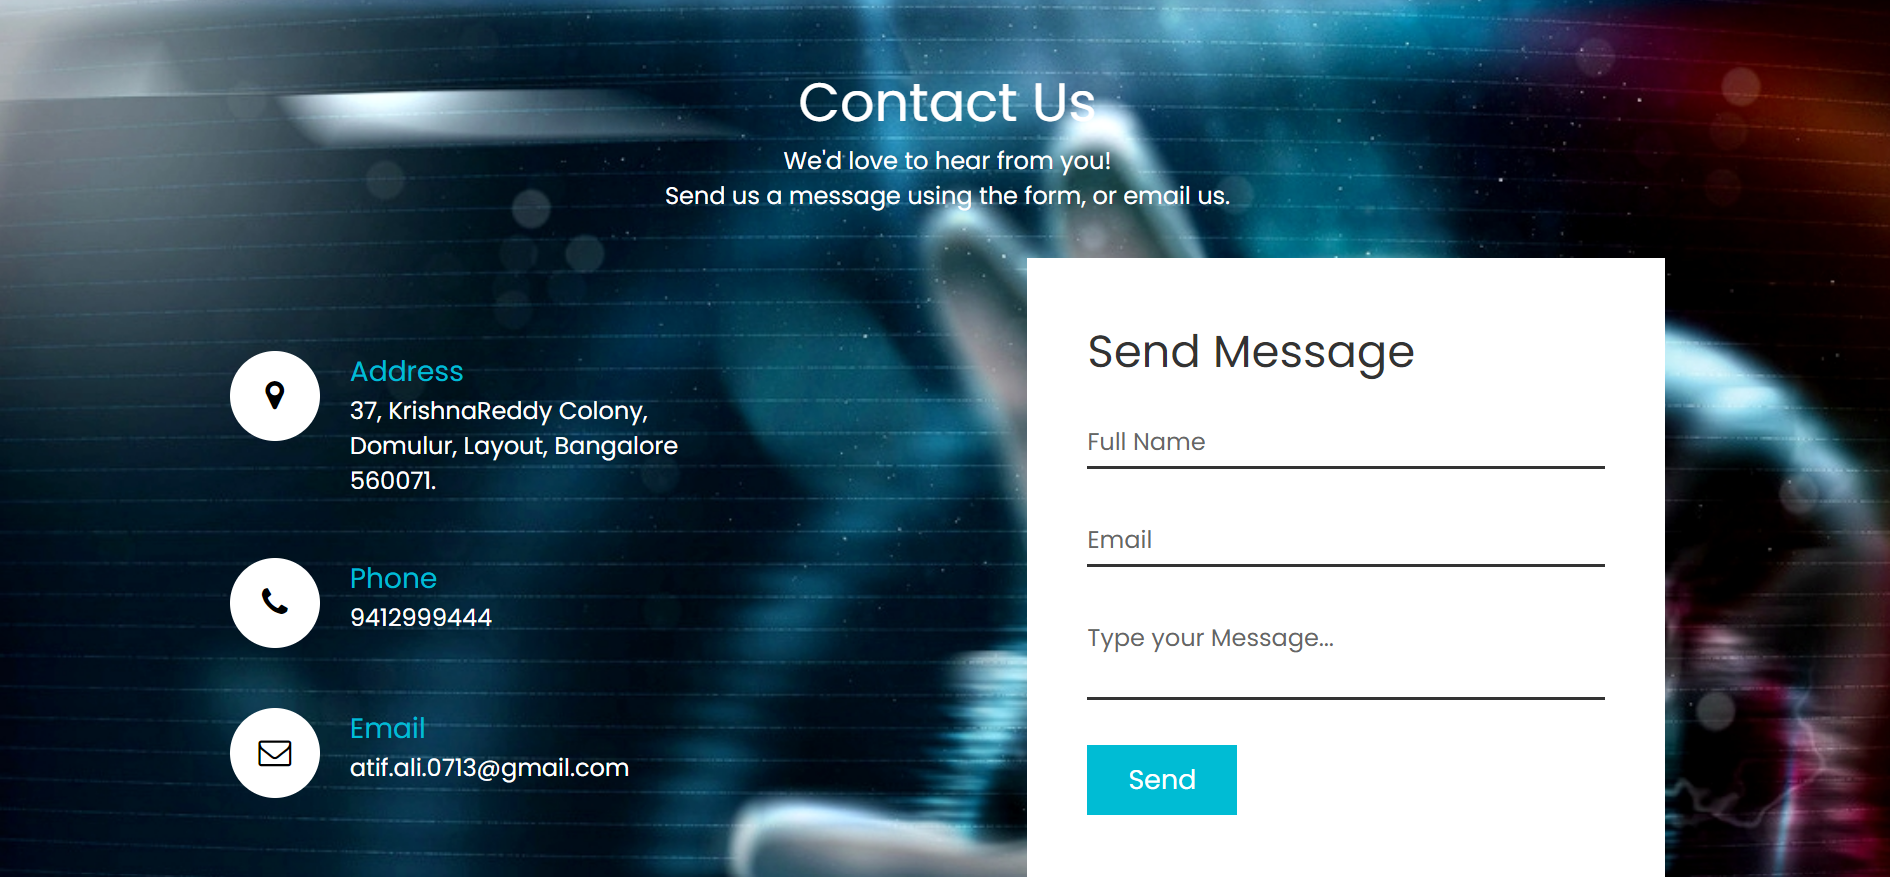 Contact Us
We'd love to hear from you!
Send us a message using the form, or email us.
Address
37, KrishnaReddy Colony,
Domulur, Layout, Bangalore
560071.
Phone
9412999444
Email
atif.ali.0713@gmail.com
Send Message
Full Name
Email
Type your Message...
Send